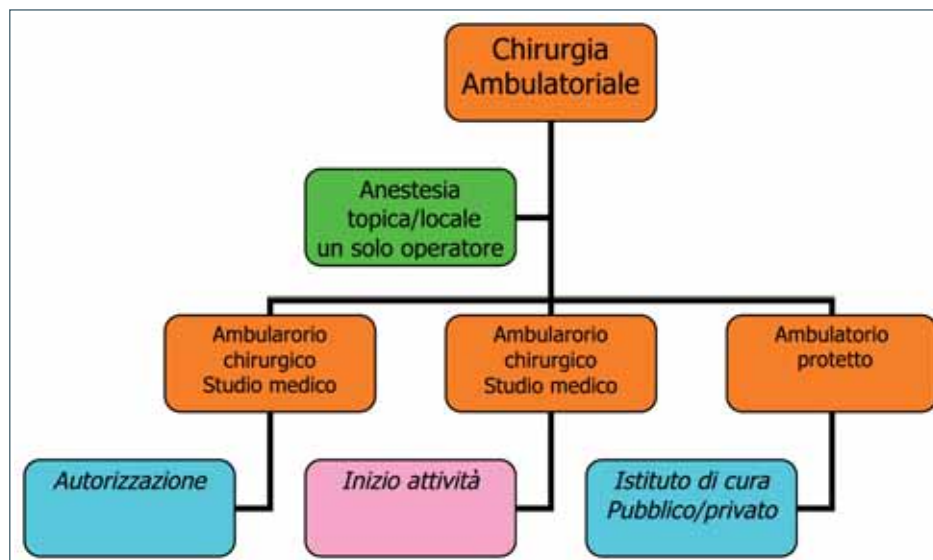 Chirurgia
Ambulatoriale
Anestesia
topica/locale
un solo operatore
Ambularorio
chirurgico
Studio medico
Ambularorio
chirurgico
Studio medico
Ambulatorio
protetto
Autorizzazione
Inizio attività
Istituto di cura
Pubblico/privato